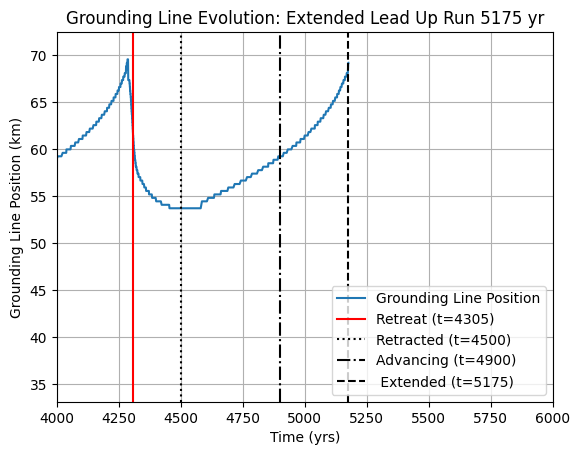 Grounding Line Evolution: Extended Lead Up Run 5175 yr
Grounding Line Position (km)
70
65
60
55
50
45
40
35
4000
4250
4500
4750
5000
5250
5500
5750
6000
Time (yrs)
Grounding Line Position
Retreat (t=4305)
Retracted (t=4500)
Advancing (t=4900)
Extended (t=5175)